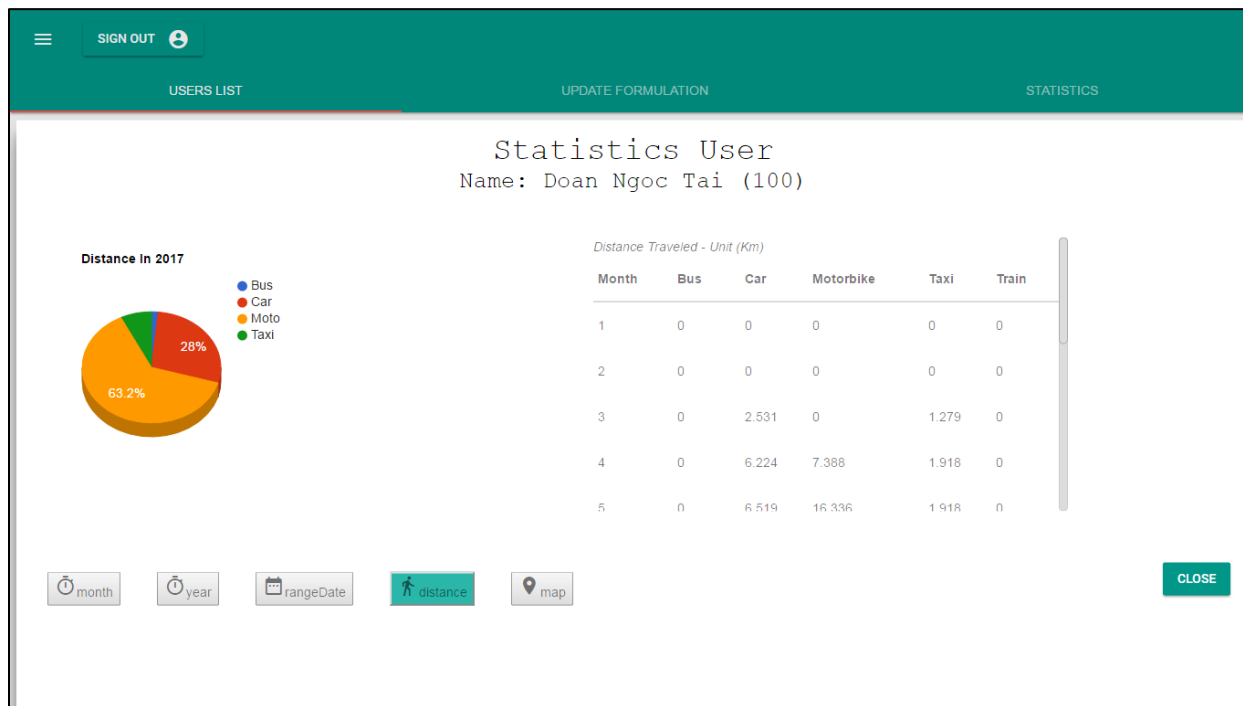 SIGN OUT
USERS LIST UPDATE FORMULATION STATISTICS
Statistics User
Name: Doan Ngoc Tai (100)
Distance In 2017
Bus
Car
Moto
Taxi
28%
63.2%
Distance Traveled - Unit (Km)
Month Bus Car Motorbike Taxi Train
1 0 0 0 0 0
2 0 0 0 0 0
3 0 2.531 0 1.279 0
4 0 6.224 7.388 1.918 0
5 0 6.519 16.336 1.918 0
month year rangeDate distance map
CLOSE